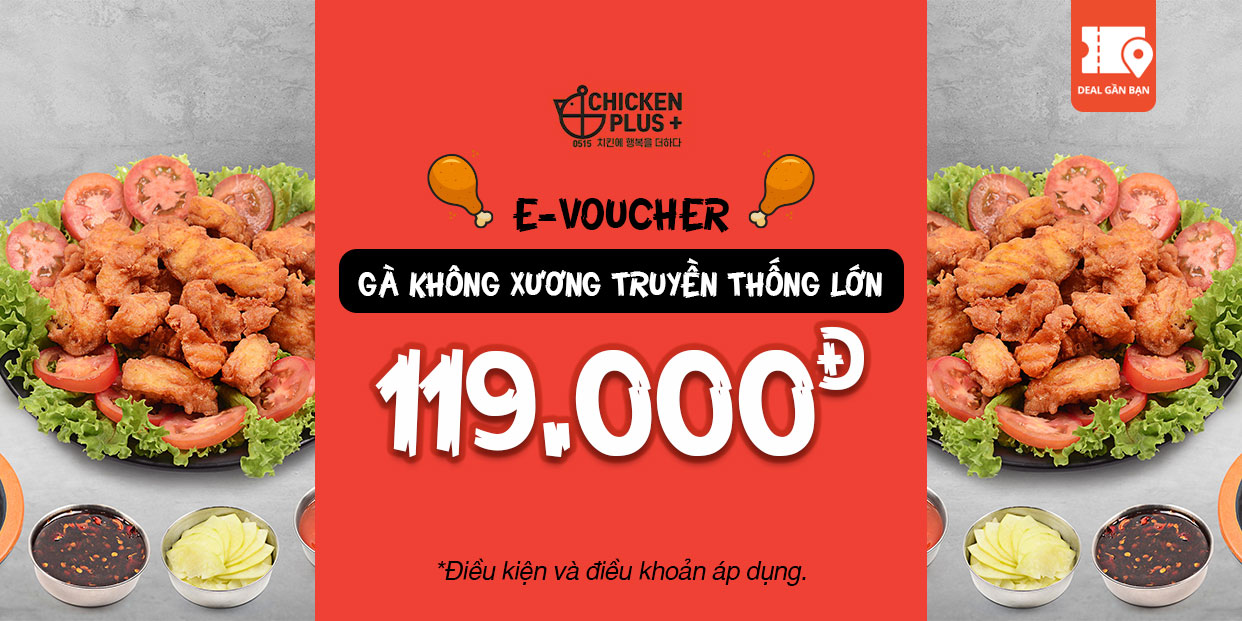 DEAL GẦN BẠN
CHICKEN
PLUS +
0515 치킨에 행복을 더하다
E-VOUCHER
GÀ KHÔNG XƯƠNG TRUYỀN THỐNG LỚN
119.000Đ
*Điều kiện và điều khoản áp dụng.